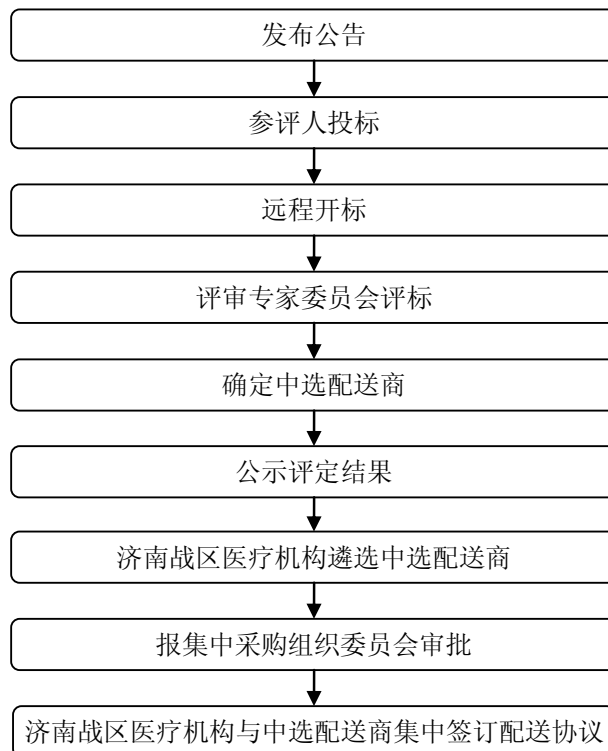 发布公告
参评人投标
远程开标
评审专家委员会评标
确定中选配送商
公示评定结果
济南战区医疗机构遴选中选配送商
报集中采购组织委员会审批
济南战区医疗机构与中选配送商集中签订配送协议